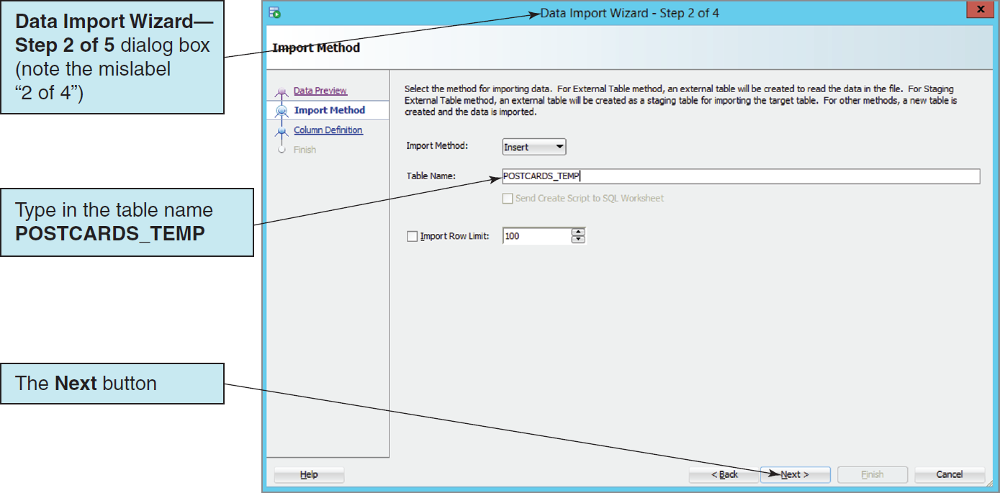 Data Import Wizard—
Step 2 of 5 dialog box
(note the mislabel
“2 of 4”)
Type in the table name
POSTCARDS_TEMP
The Next button
Data Import Wizard - Step 2 of 4
x
Import Method
Data Preview
Import Method
Column Definition
Finish
Select the method for importing data. For External Table method, an external table will be created to read the data in the file. For Staging
External Table method, an external table will be created as a staging table for importing the target table. For other methods, a new table is
created and the data is imported.
Import Method: Insert
Table Name: POSTCARDS_TEMP
Send Create Script to SQL Worksheet
Import Row Limit: 100
Help < Back Next > Finish Cancel